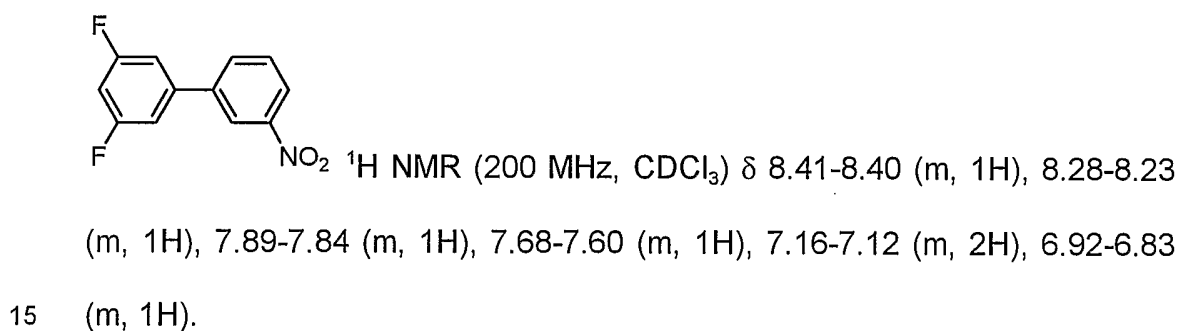 F
F
NO₂ ¹H NMR (200 MHz, CDCl₃) δ 8.41-8.40 (m, 1H), 8.28-8.23
(m, 1H), 7.89-7.84 (m, 1H), 7.68-7.60 (m, 1H), 7.16-7.12 (m, 2H), 6.92-6.83
15 (m, 1H).